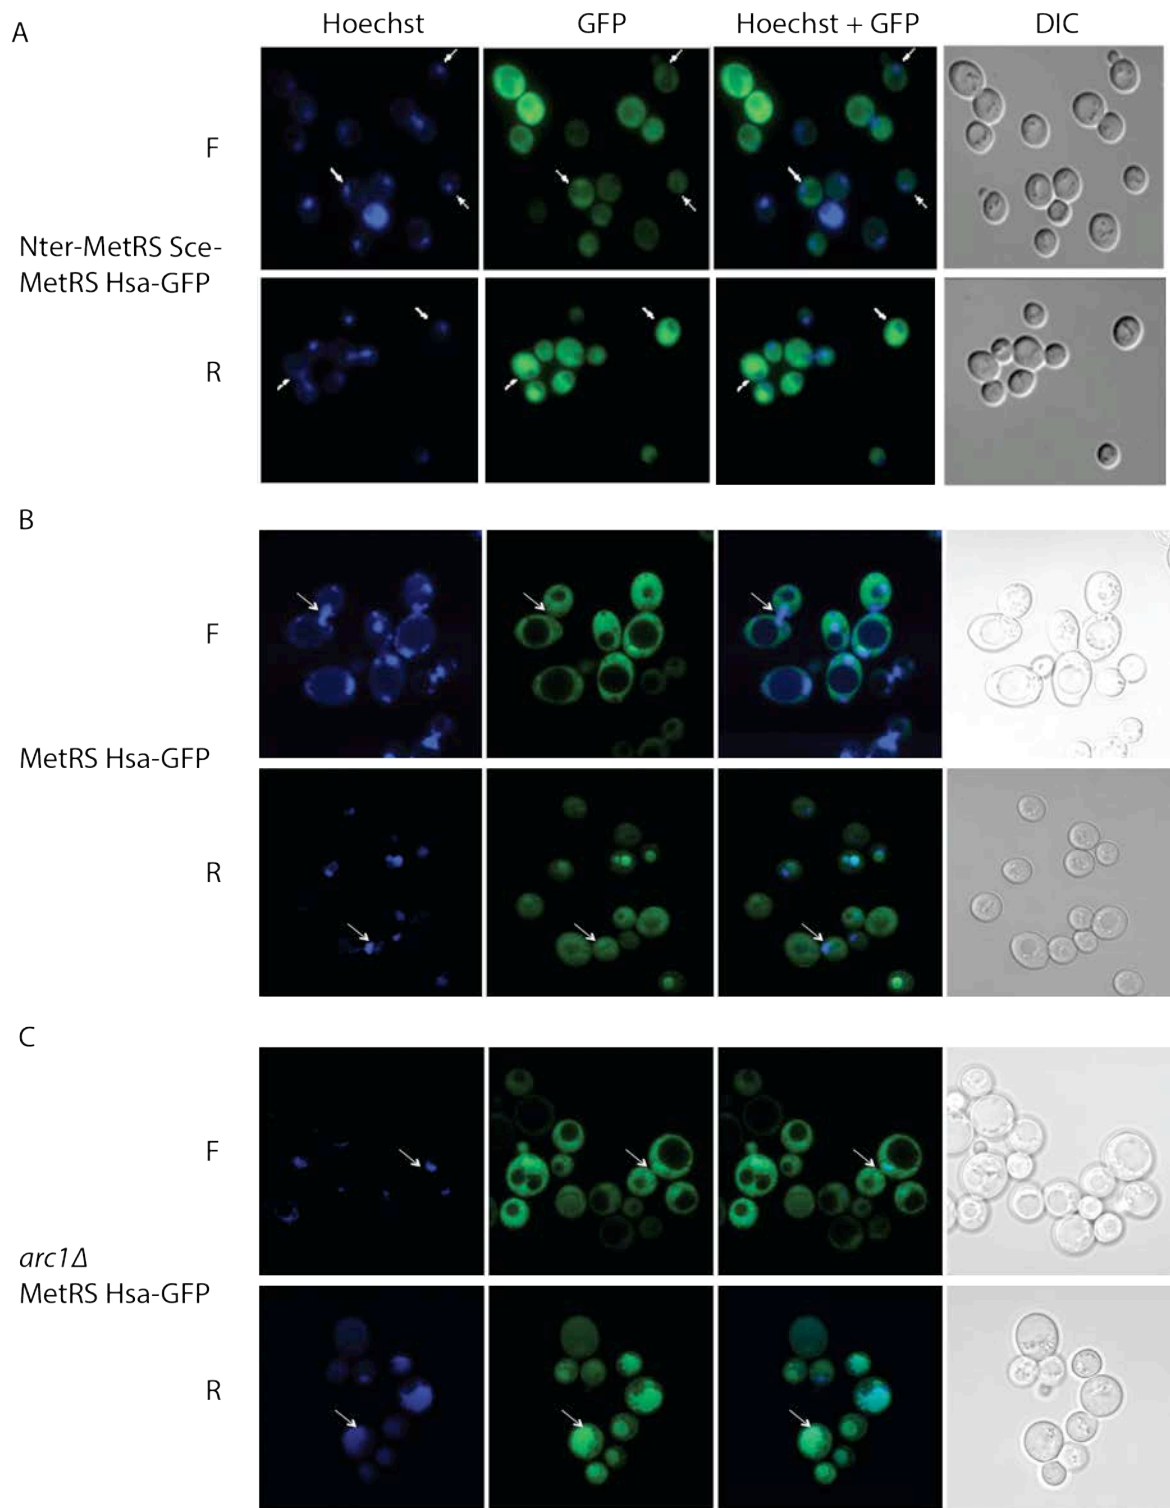 A
Hoechst GFP Hoechst + GFP DIC
F
Nter-MetRS Sce-
MetRS Hsa-GFP
R
B
F
MetRS Hsa-GFP
R
C
F
arc1Δ
MetRS Hsa-GFP
R